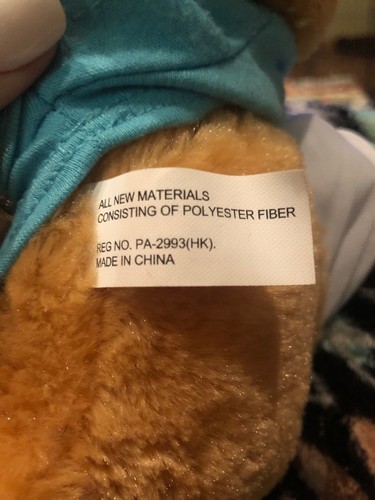 ALL NEW MATERIALS
CONSISTING OF POLYESTER FIBER
REG NO. PA-2993(HK).
MADE IN CHINA